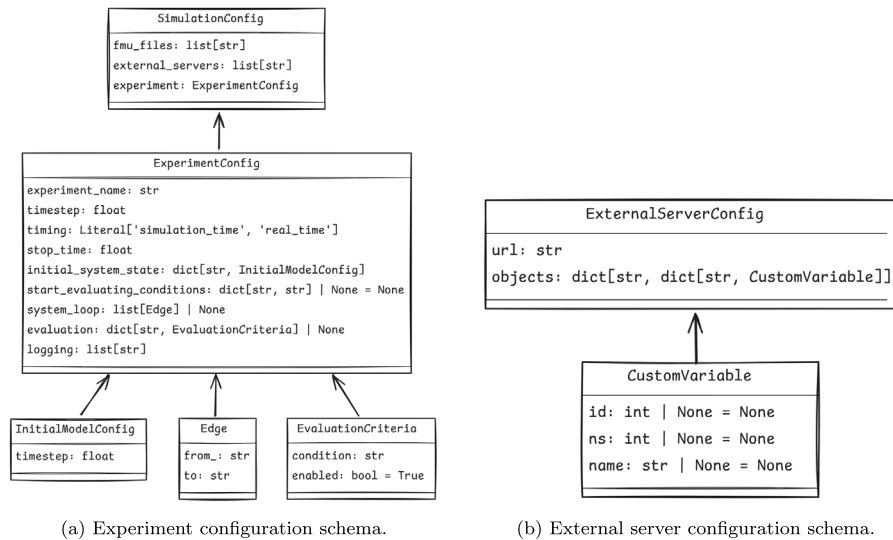 SimulationConfig
fmu_files: list[str]
external_servers: list[str]
experiment: ExperimentConfig
ExperimentConfig
experiment_name: str
timestep: float
timing: Literal['simulation_time', 'real_time']
stop_time: float
initial_system_state: dict[str, InitialModelConfig]
start_evaluating_conditions: dict[str, str] | None = None
system_loop: list[Edge] | None
evaluation: dict[str, EvaluationCriteria] | None
logging: list[str]
InitialModelConfig
timestep: float
Edge
from_: str
to: str
EvaluationCriteria
condition: str
enabled: bool = True
(a) Experiment configuration schema.
ExternalServerConfig
url: str
objects: dict[str, dict[str, CustomVariable]]
CustomVariable
id: int | None = None
ns: int | None = None
name: str | None = None
(b) External server configuration schema.